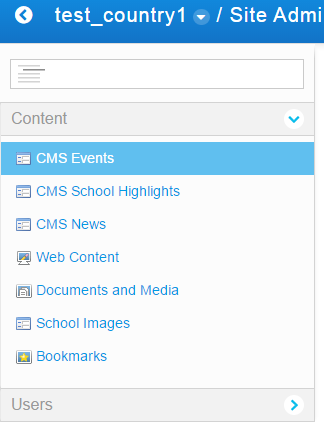 test_country1 / Site Admi
Content
CMS Events
CMS School Highlights
CMS News
Web Content
Documents and Media
School Images
Bookmarks
Users